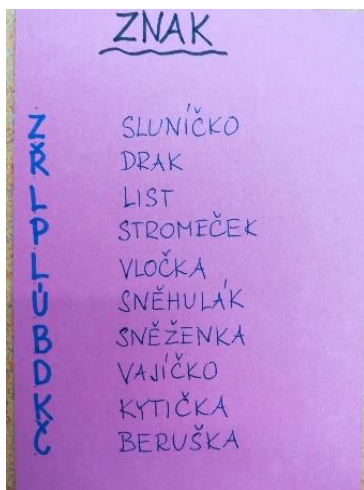 ZNAK
Z SLUNÍČKO
Ř DRAK
L LIST
P STROMEČEK
L VLOČKA
Ú SNĚHULÁK
B SNĚŽENKA
D VAJÍČKO
K KYTIČKA
Č BERUŠKA